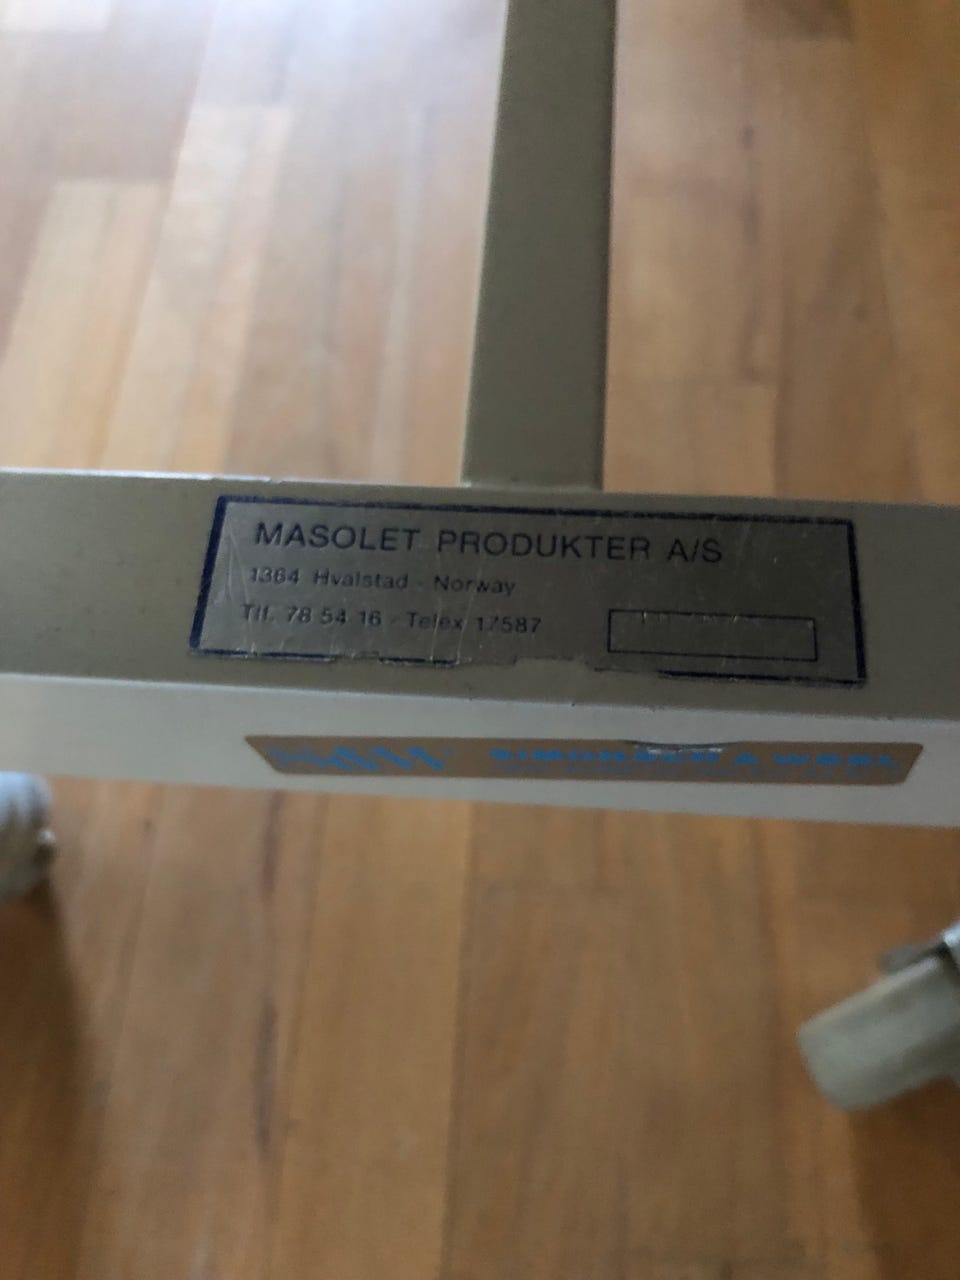 MASOLET PRODUKTER A/S
1364 Hvalstad - Norway
Tlf. 78 54 16 - Telex 17587